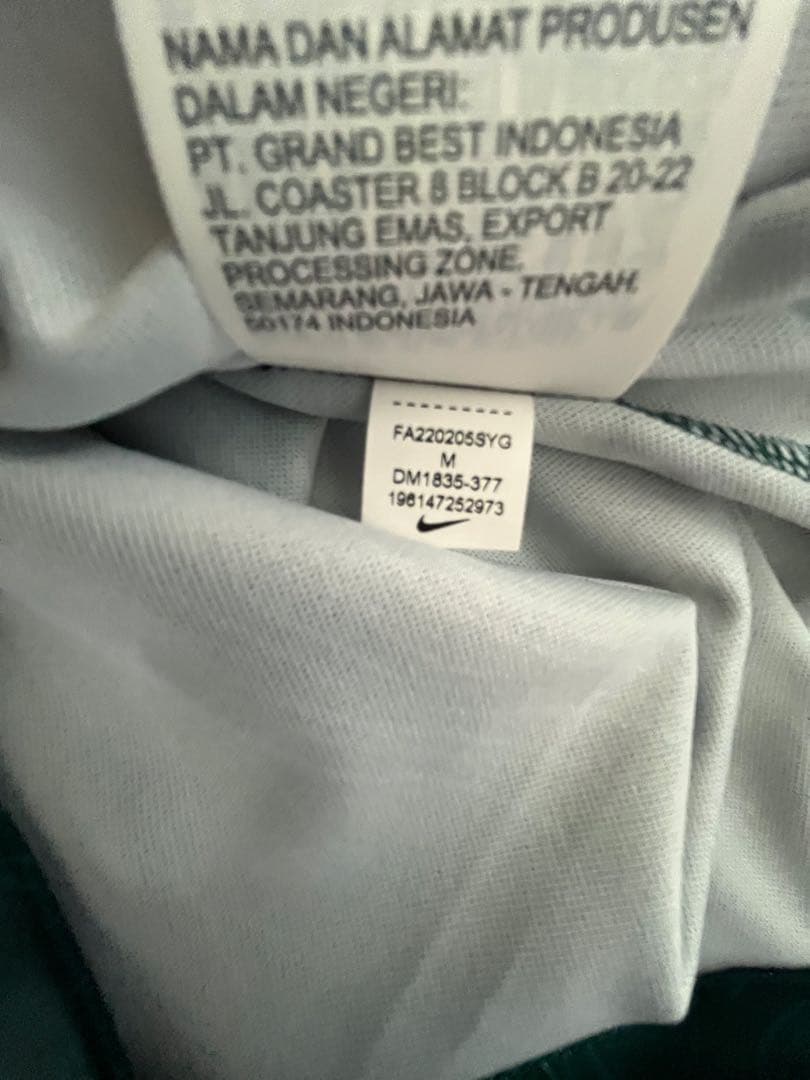 NAMA DAN ALAMAT PRODUSEN
DALAM NEGERI:
PT. GRAND BEST INDONESIA
JL. COASTER 8 BLOCK B 20-22
TANJUNG EMAS, EXPORT
PROCESSING ZONE,
SEMARANG, JAWA - TENGAH,
50174 INDONESIA
---------
FA220205SYG
M
DM1835-377
196147252973